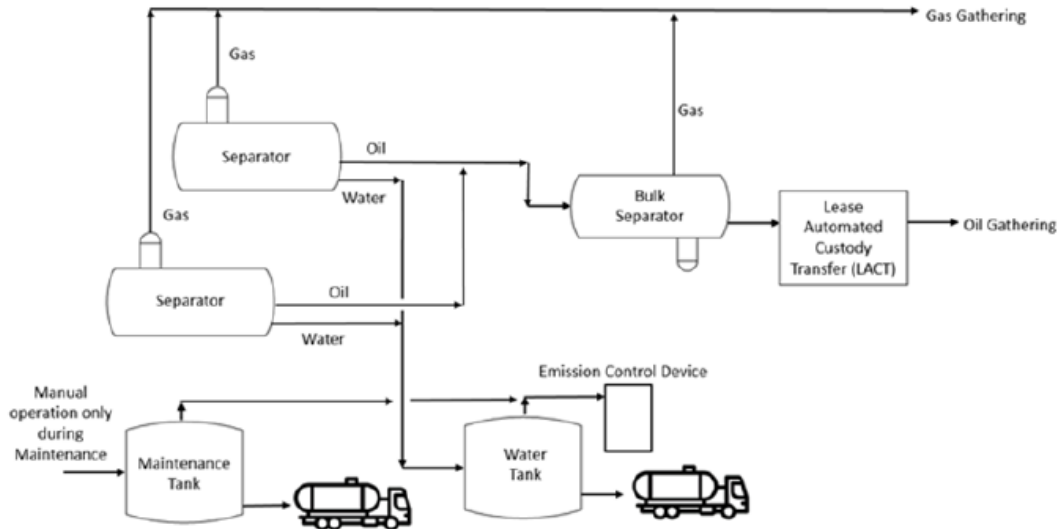 Gas Gathering
Gas
Gas
Separator
Oil
Water
Bulk
Separator
Lease
Automated
Custody
Transfer (LACT)
Oil Gathering
Gas
Separator
Oil
Water
Emission Control Device
Manual
operation only
during
Maintenance
Maintenance
Tank
Water
Tank